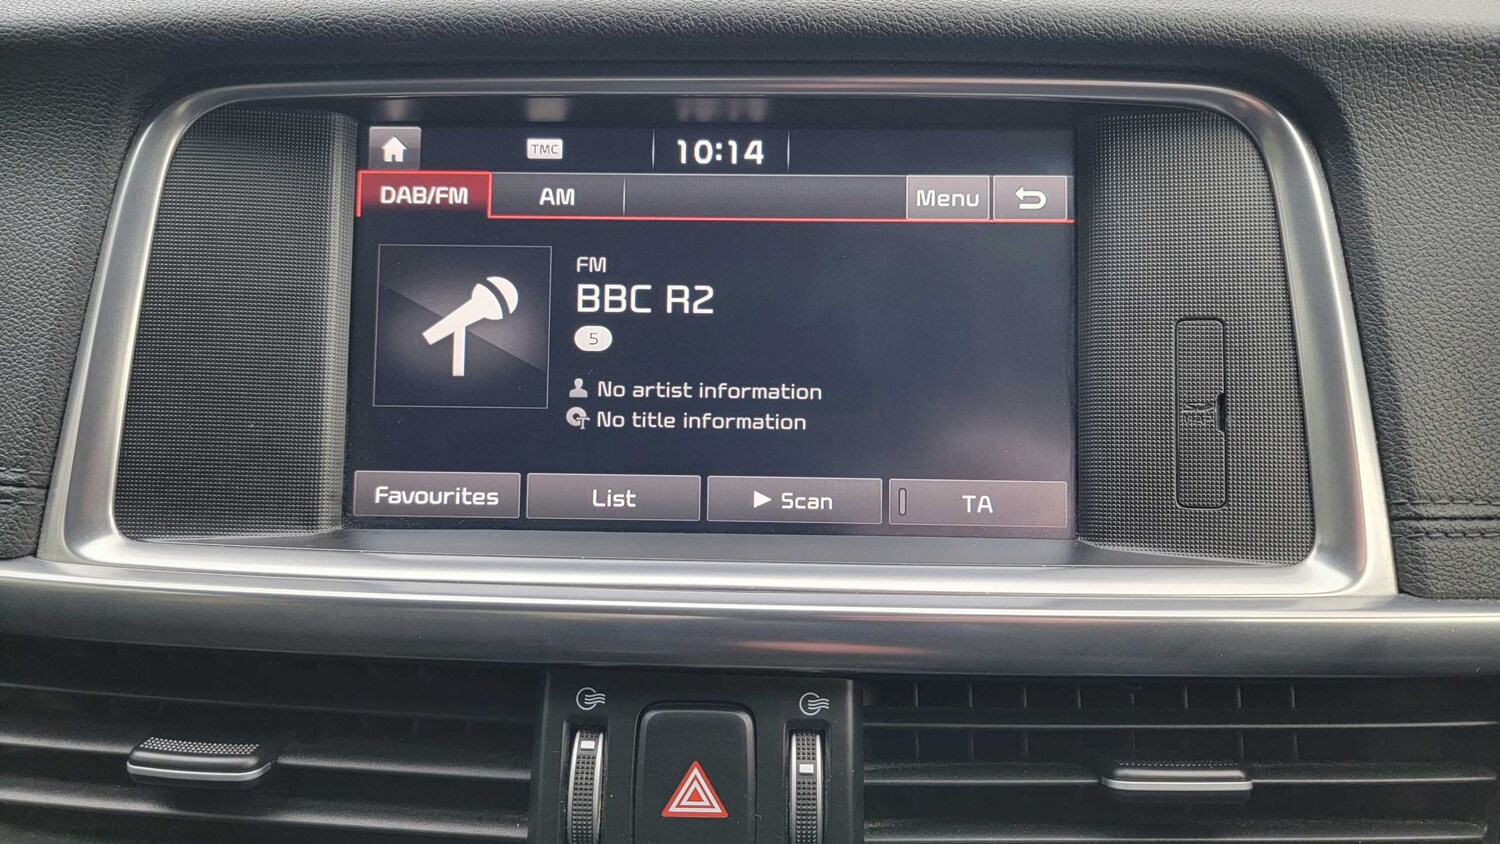 TMC
10:14
DAB/FM
AM
Menu
FM
BBC R2
5
No artist information
No title information
Favourites
List
Scan
TA